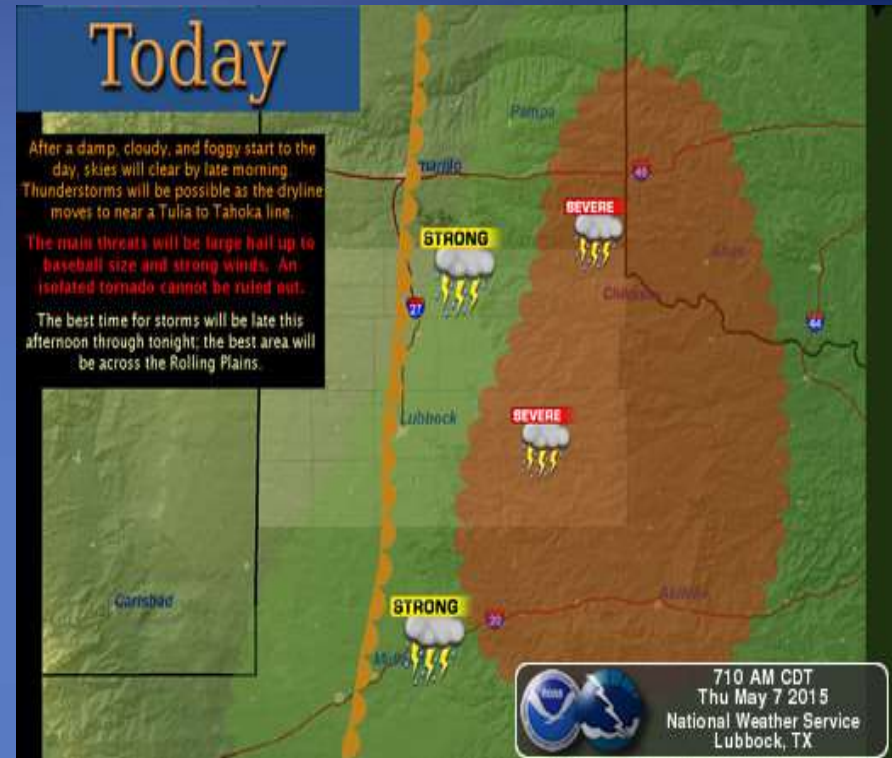 Today
After a damp, cloudy, and foggy start to the
day, skies will clear by late morning.
Thunderstorms will be possible as the dryline
moves to near a Tulia to Tahoka line.
The main threats will be large hail up to
baseball size and strong winds. An
isolated tornado cannot be ruled out.
The best time for storms will be late this
afternoon through tonight; the best area will
be across the Rolling Plains.
Pampa
marillo
40
SEVERE
STRONG
Altus
Childress
27
44
SEVERE
Lubbock
Carlsbad
Abilene
STRONG
20
710 AM CDT
Thu May 7 2015
National Weather Service
Lubbock, TX